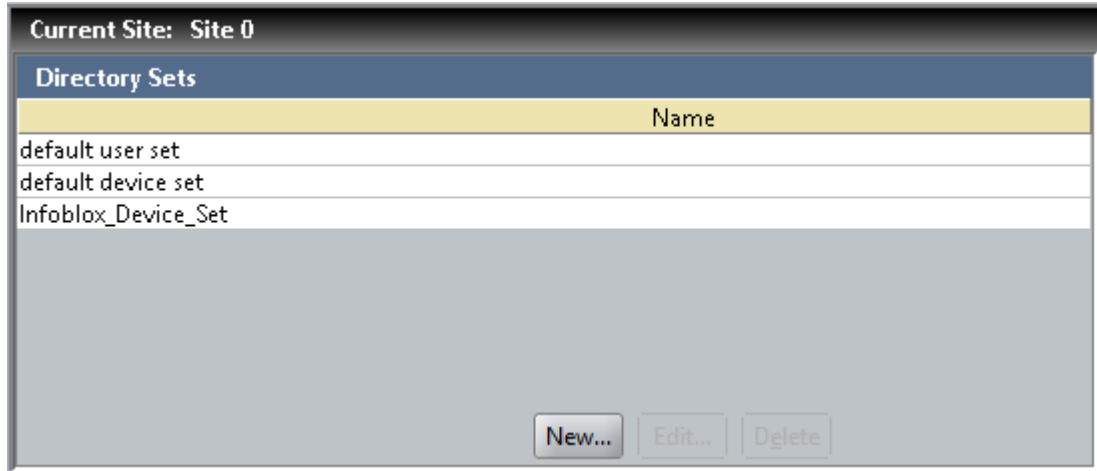 Current Site: Site 0
Directory Sets
Name
default user set
default device set
Infoblox_Device_Set
New... Edit... Delete